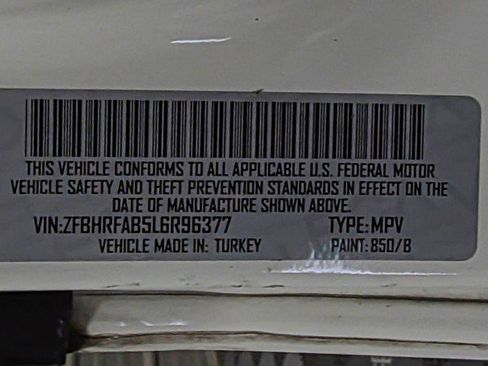 THIS VEHICLE CONFORMS TO ALL APPLICABLE U.S. FEDERAL MOTOR
VEHICLE SAFETY AND THEFT PREVENTION STANDARDS IN EFFECT ON THE
DATE OF MANUFACTURE SHOWN ABOVE.
VIN:ZFBHRFAB5L6R96377 TYPE:MPV
VEHICLE MADE IN: TURKEY PAINT:850/B